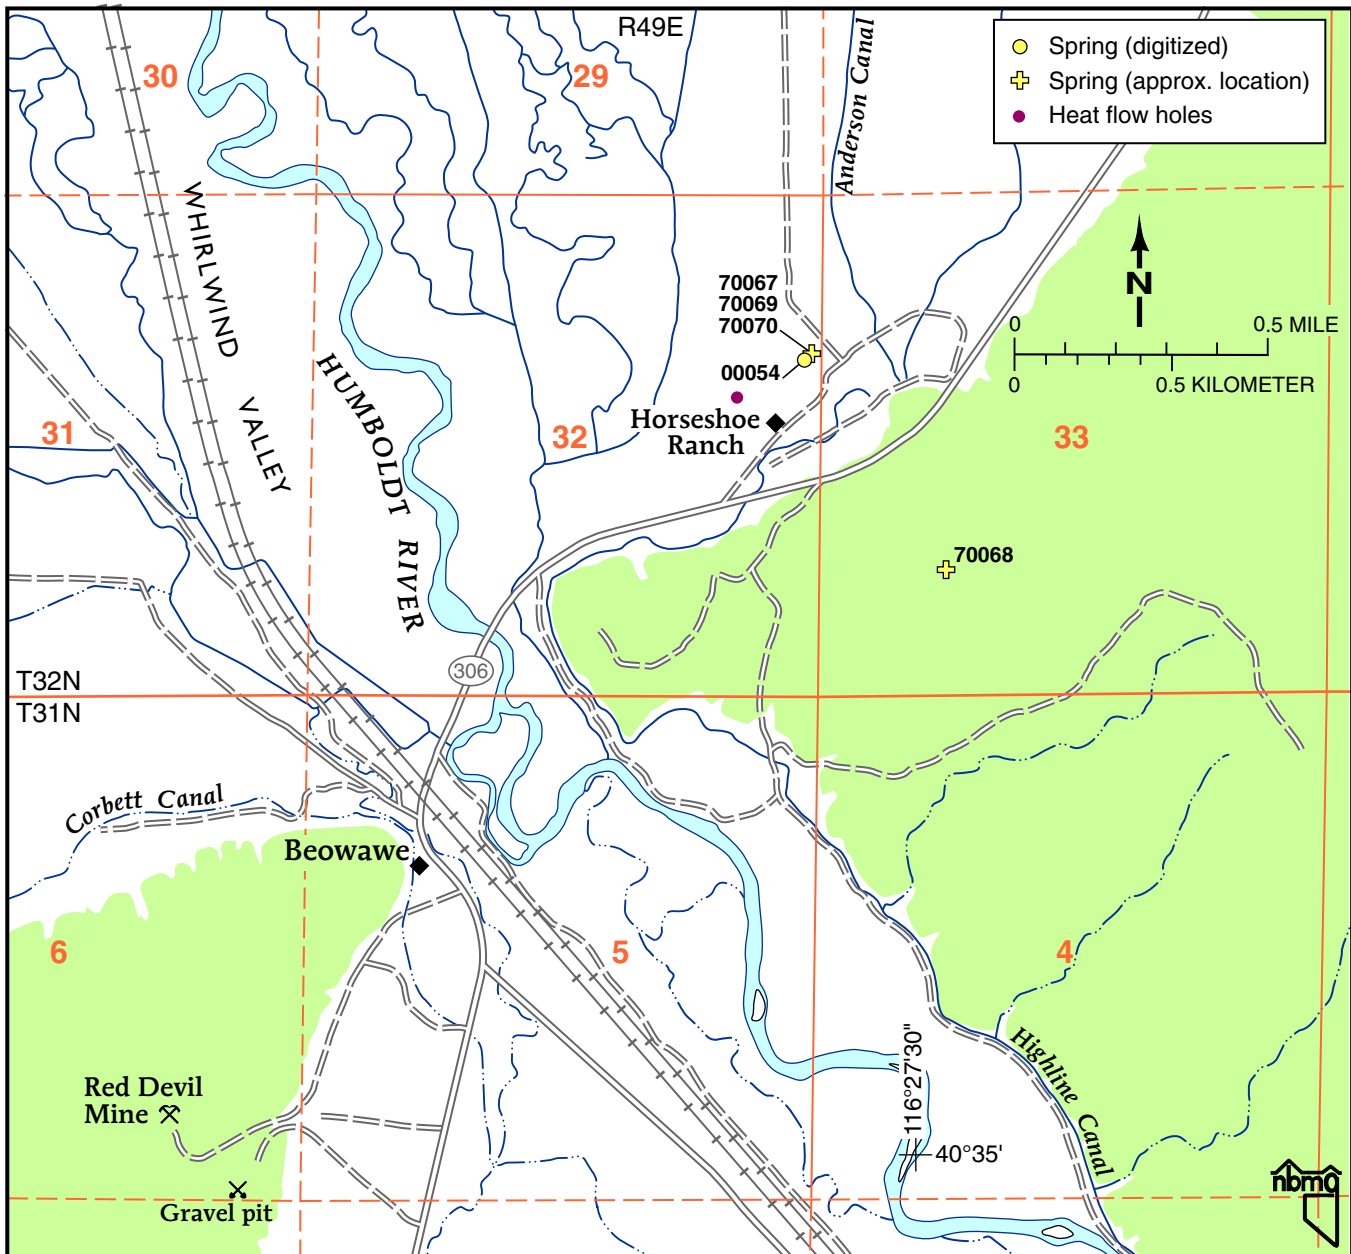 R49E
30
29
Anderson Canal
Spring (digitized)
Spring (approx. location)
Heat flow holes
WHIRLWIND
VALLEY
N
0
0.5 MILE
0
0.5 KILOMETER
70067
70069
70070
00054
Horseshoe
Ranch
HUMBOLDT RIVER
31
32
33
70068
306
T32N
T31N
Corbett Canal
Beowawe
6
5
4
Highline Canal
116°27'30"
40°35'
Red Devil
Mine
Gravel pit
nbmg